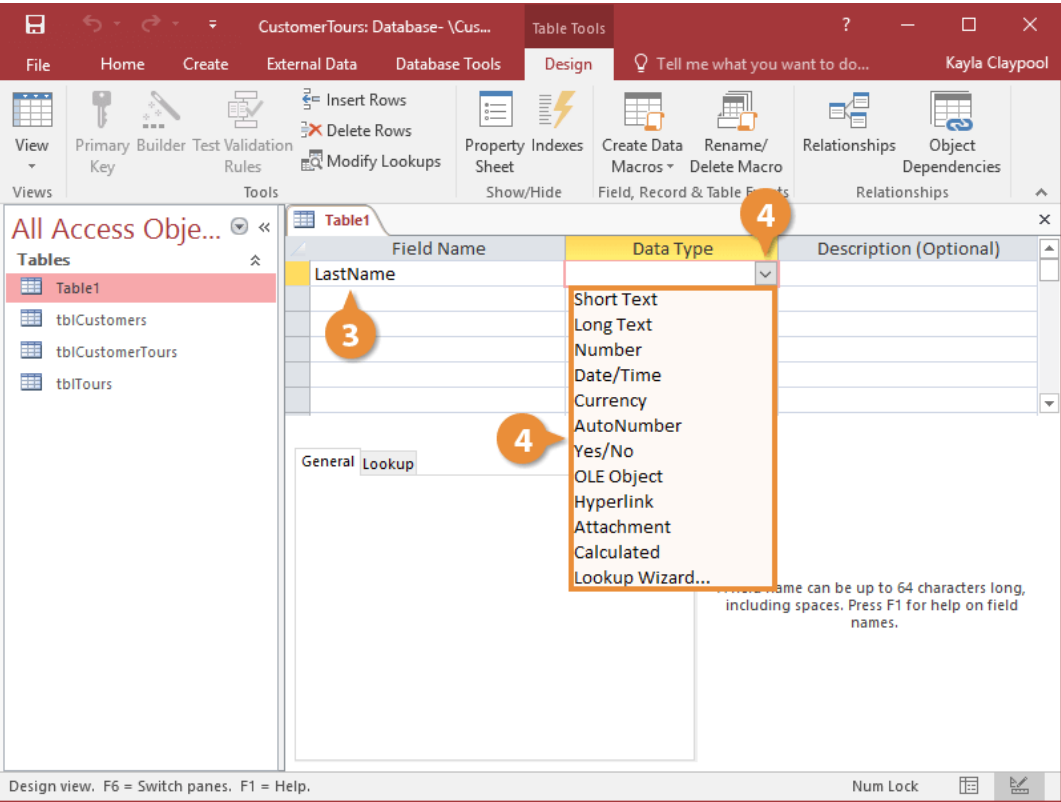 CustomerTours: Database- \Cus... Table Tools ?
File Home Create External Data Database Tools Design Tell me what you want to do... Kayla Claypool
View
Primary Key
Builder
Test Validation Rules
Insert Rows
Delete Rows
Modify Lookups
Property Sheet
Indexes
Create Data Macros
Rename/ Delete Macro
Relationships
Object Dependencies
Views Tools Show/Hide Field, Record & Table Events Relationships
4
All Access Obje... «
Tables
Table1
tblCustomers
tblCustomerTours
tblTours
Table1
Field Name Data Type Description (Optional)
LastName
3
Short Text
Long Text
Number
Date/Time
Currency
AutoNumber
Yes/No
OLE Object
Hyperlink
Attachment
Calculated
Lookup Wizard...
4
General Lookup
name can be up to 64 characters long,
including spaces. Press F1 for help on field
names.
Design view. F6 = Switch panes. F1 = Help. Num Lock